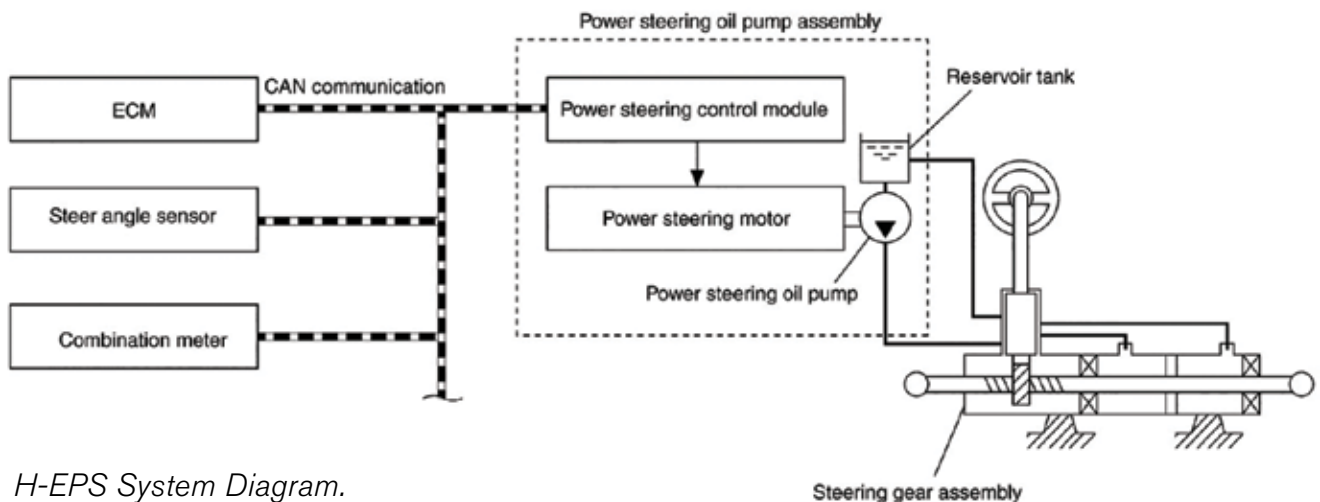 Power steering oil pump assembly
Reservoir tank
CAN communication
ECM
Power steering control module
Steer angle sensor
Power steering motor
Power steering oil pump
Combination meter
H-EPS System Diagram.
Steering gear assembly